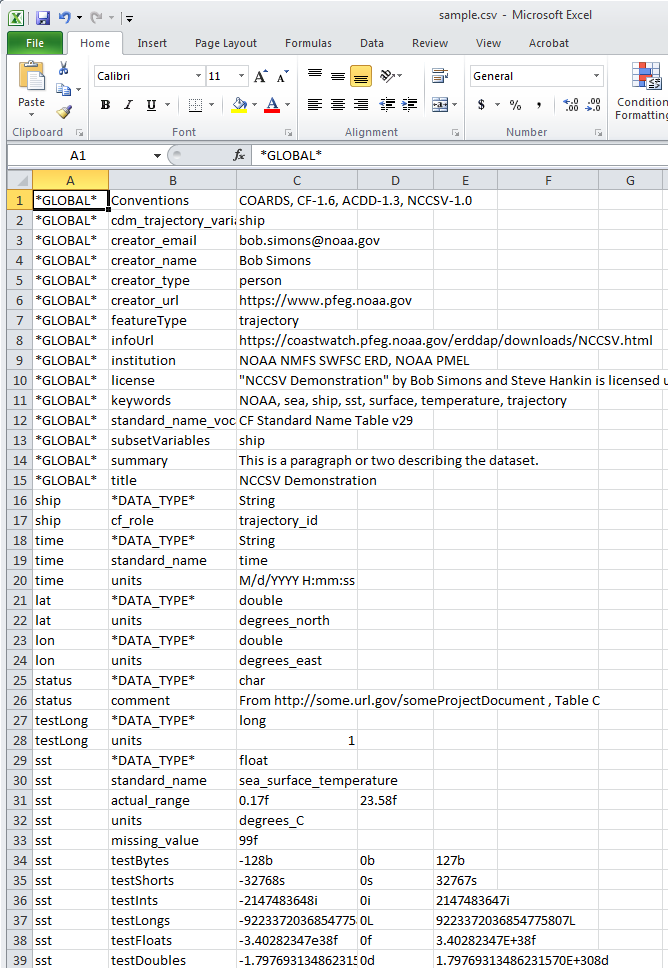 sample.csv - Microsoft Excel
File Home Insert Page Layout Formulas Data Review View Acrobat
Paste
Calibri 11 A A
B I U A
General
$ % , .0 .00 .00 .0
Conditional
Formatting
Clipboard Font Alignment Number
A1 fx *GLOBAL*
A B C D E F G
1 *GLOBAL* Conventions COARDS, CF-1.6, ACDD-1.3, NCCSV-1.0
2 *GLOBAL* cdm_trajectory_varia ship
3 *GLOBAL* creator_email bob.simons@noaa.gov
4 *GLOBAL* creator_name Bob Simons
5 *GLOBAL* creator_type person
6 *GLOBAL* creator_url https://www.pfeg.noaa.gov
7 *GLOBAL* featureType trajectory
8 *GLOBAL* infoUrl https://coastwatch.pfeg.noaa.gov/erddap/downloads/NCCSV.html
9 *GLOBAL* institution NOAA NMFS SWFSC ERD, NOAA PMEL
10 *GLOBAL* license "NCCSV Demonstration" by Bob Simons and Steve Hankin is licensed u
11 *GLOBAL* keywords NOAA, sea, ship, sst, surface, temperature, trajectory
12 *GLOBAL* standard_name_voc CF Standard Name Table v29
13 *GLOBAL* subsetVariables ship
14 *GLOBAL* summary This is a paragraph or two describing the dataset.
15 *GLOBAL* title NCCSV Demonstration
16 ship *DATA_TYPE* String
17 ship cf_role trajectory_id
18 time *DATA_TYPE* String
19 time standard_name time
20 time units M/d/YYYY H:mm:ss
21 lat *DATA_TYPE* double
22 lat units degrees_north
23 lon *DATA_TYPE* double
24 lon units degrees_east
25 status *DATA_TYPE* char
26 status comment From http://some.url.gov/someProjectDocument , Table C
27 testLong *DATA_TYPE* long
28 testLong units 1
29 sst *DATA_TYPE* float
30 sst standard_name sea_surface_temperature
31 sst actual_range 0.17f 23.58f
32 sst units degrees_C
33 sst missing_value 99f
34 sst testBytes -128b 0b 127b
35 sst testShorts -32768s 0s 32767s
36 sst testInts -2147483648i 0i 2147483647i
37 sst testLongs -9223372036854775 0L 9223372036854775807L
38 sst testFloats -3.40282347e38f 0f 3.40282347E+38f
39 sst testDoubles -1.79769313486231 0d 1.79769313486231570E+308d